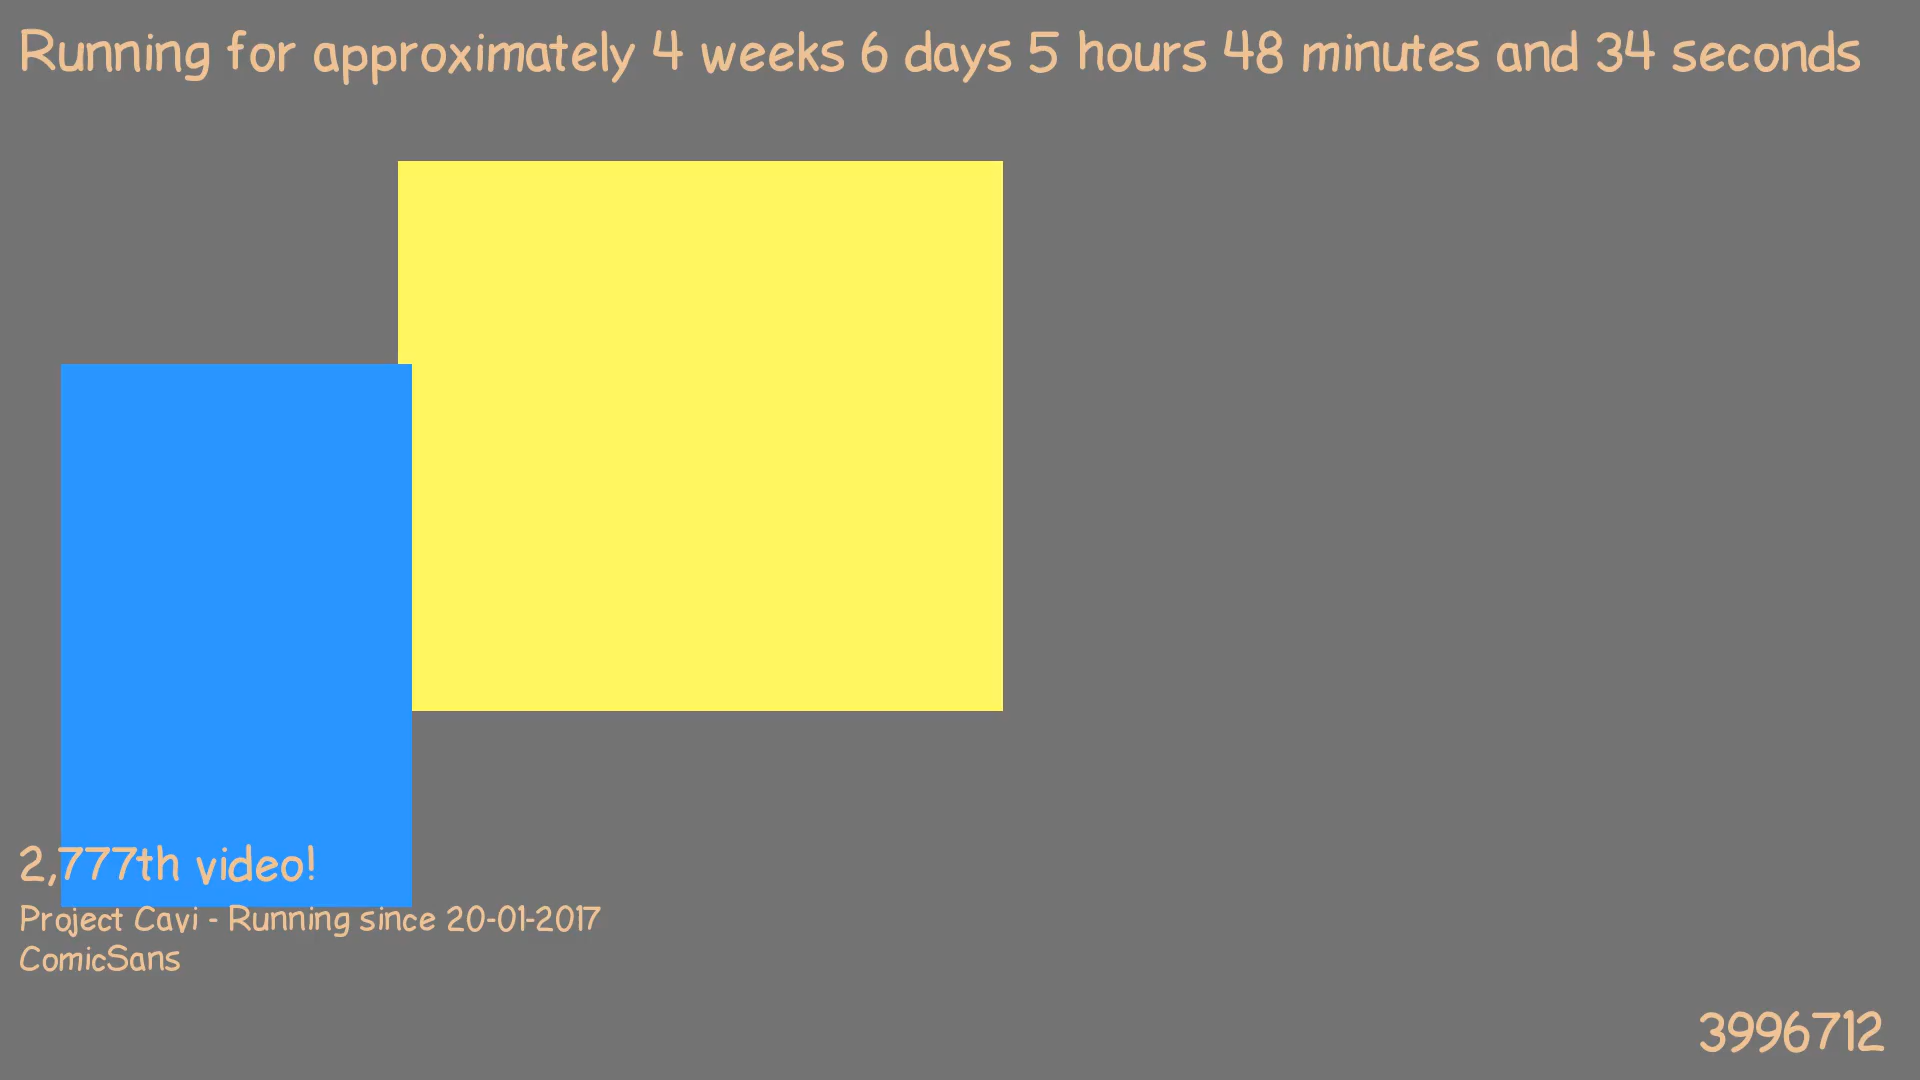 Running for approximately 4 weeks 6 days 5 hours 48 minutes and 34 seconds
2,777th video!
Project Cavi - Running since 20-01-2017
ComicSans
3996712